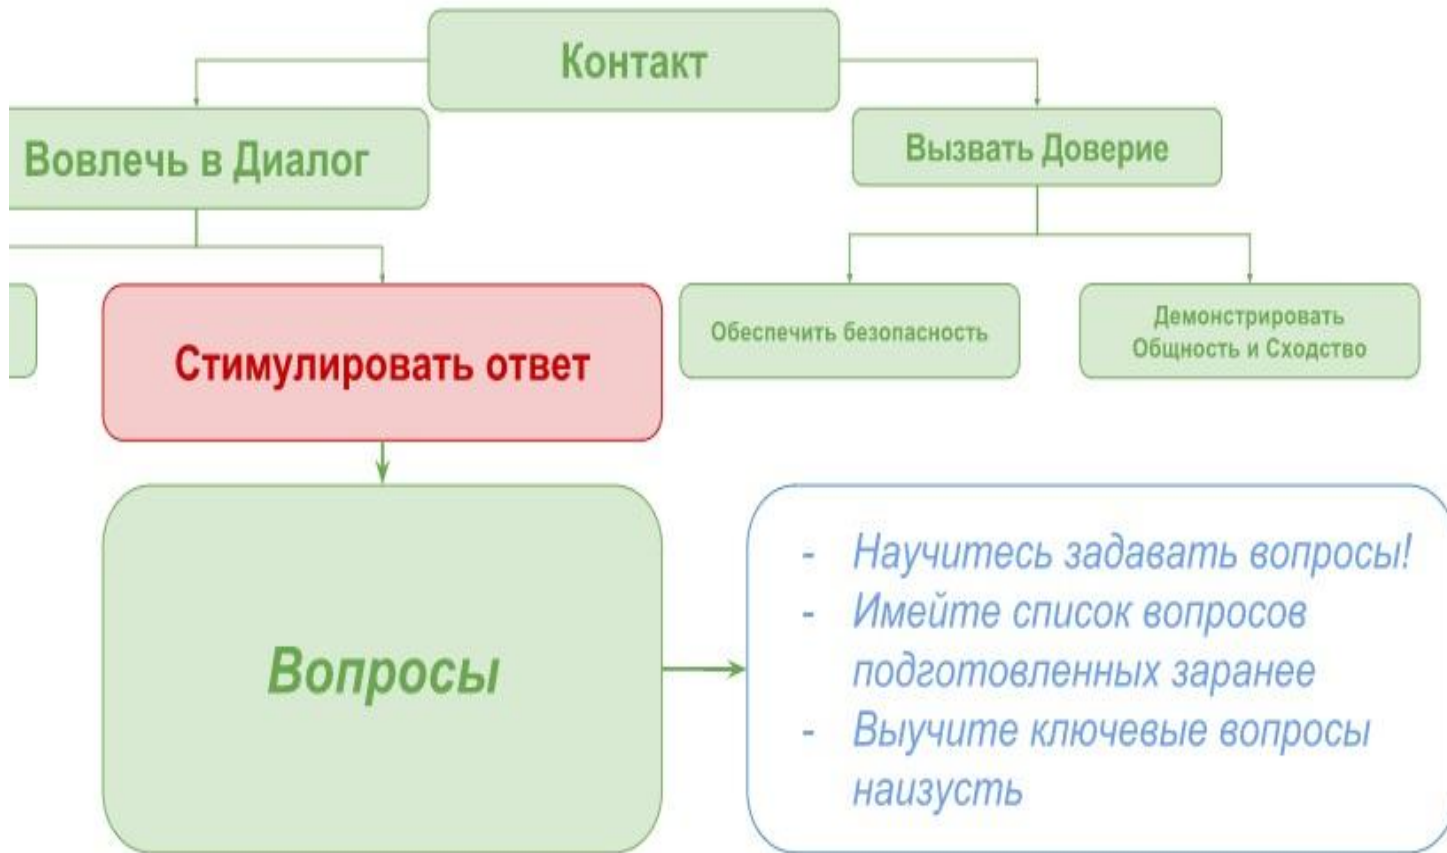 Контакт
Вовлечь в Диалог
Вызвать Доверие
Стимулировать ответ
Обеспечить безопасность
Демонстрировать
Общность и Сходство
Вопросы
- Научитесь задавать вопросы!
- Имейте список вопросов
подготовленных заранее
- Выучите ключевые вопросы
наизусть